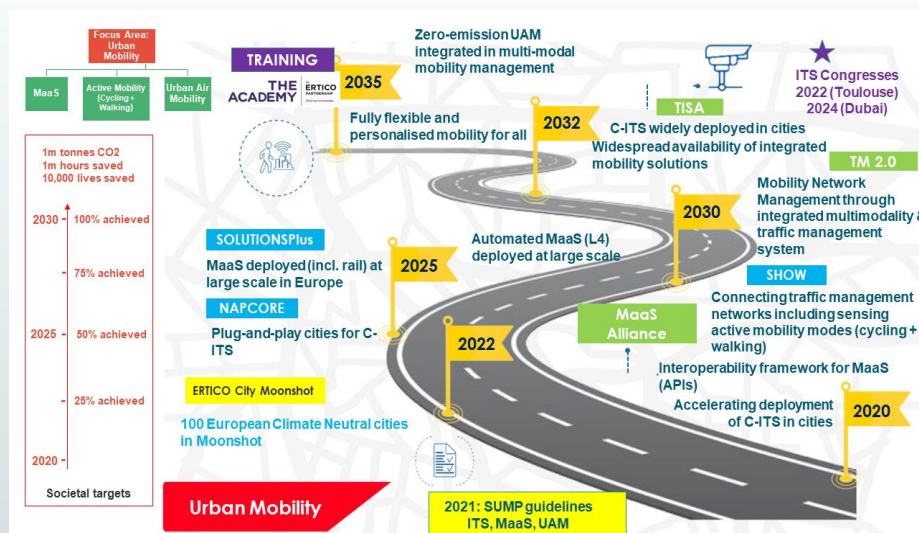 Focus Area:
Urban
Mobility
MaaS
Active Mobility
(Cycling +
Walking)
Urban Air
Mobility
TRAINING
THE
ACADEMY
by
ERTICO
PARTNERSHIP
2035
Zero-emission UAM
integrated in multi-modal
mobility management
Fully flexible and
personalised mobility for all
2032
TISA
C-ITS widely deployed in cities
Widespread availability of integrated
mobility solutions
ITS Congresses
2022 (Toulouse)
2024 (Dubai)
TM 2.0
2030
Mobility Network
Management through
integrated multimodality &
traffic management
system
1m tonnes CO2
1m hours saved
10,000 lives saved
2030
100% achieved
75% achieved
2025
50% achieved
25% achieved
2020
Societal targets
SOLUTIONSPlus
MaaS deployed (incl. rail) at
large scale in Europe
NAPCORE
Plug-and-play cities for C-
ITS
2025
Automated MaaS (L4)
deployed at large scale
SHOW
Connecting traffic management
networks including sensing
active mobility modes (cycling +
walking)
MaaS
Alliance
2022
Interoperability framework for MaaS
(APIs)
Accelerating deployment
of C-ITS in cities
2020
ERTICO City Moonshot
100 European Climate Neutral cities
in Moonshot
Urban Mobility
2021: SUMP guidelines
ITS, MaaS, UAM